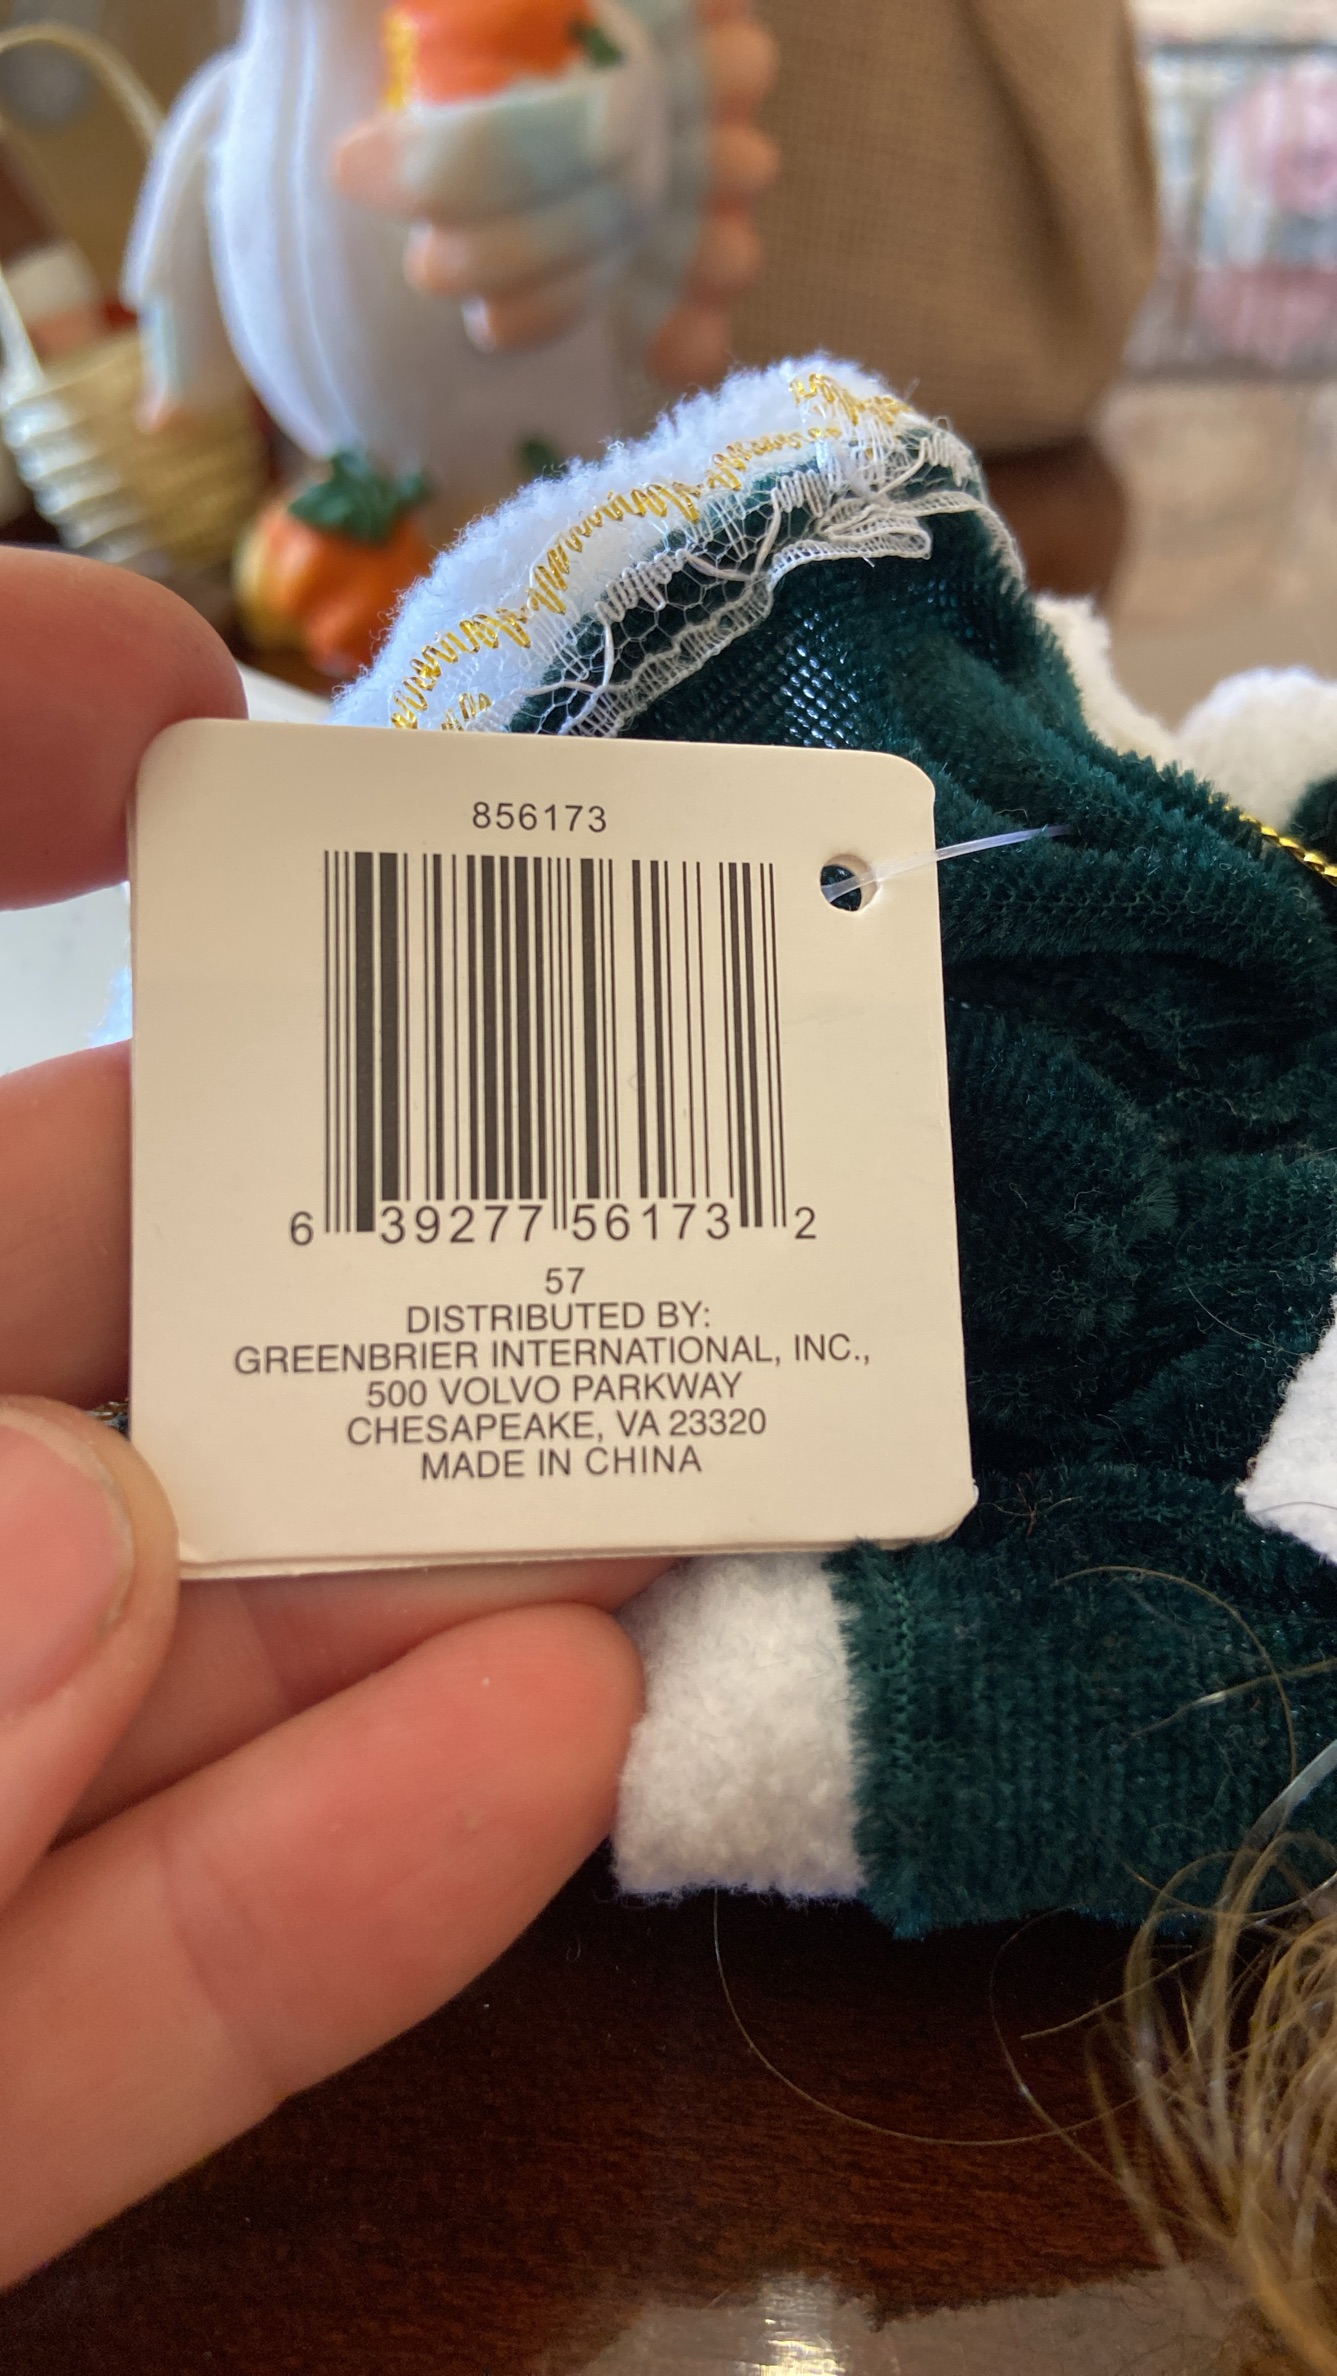 856173
6 39277 56173 2
57
DISTRIBUTED BY:
GREENBRIER INTERNATIONAL, INC.,
500 VOLVO PARKWAY
CHESAPEAKE, VA 23320
MADE IN CHINA